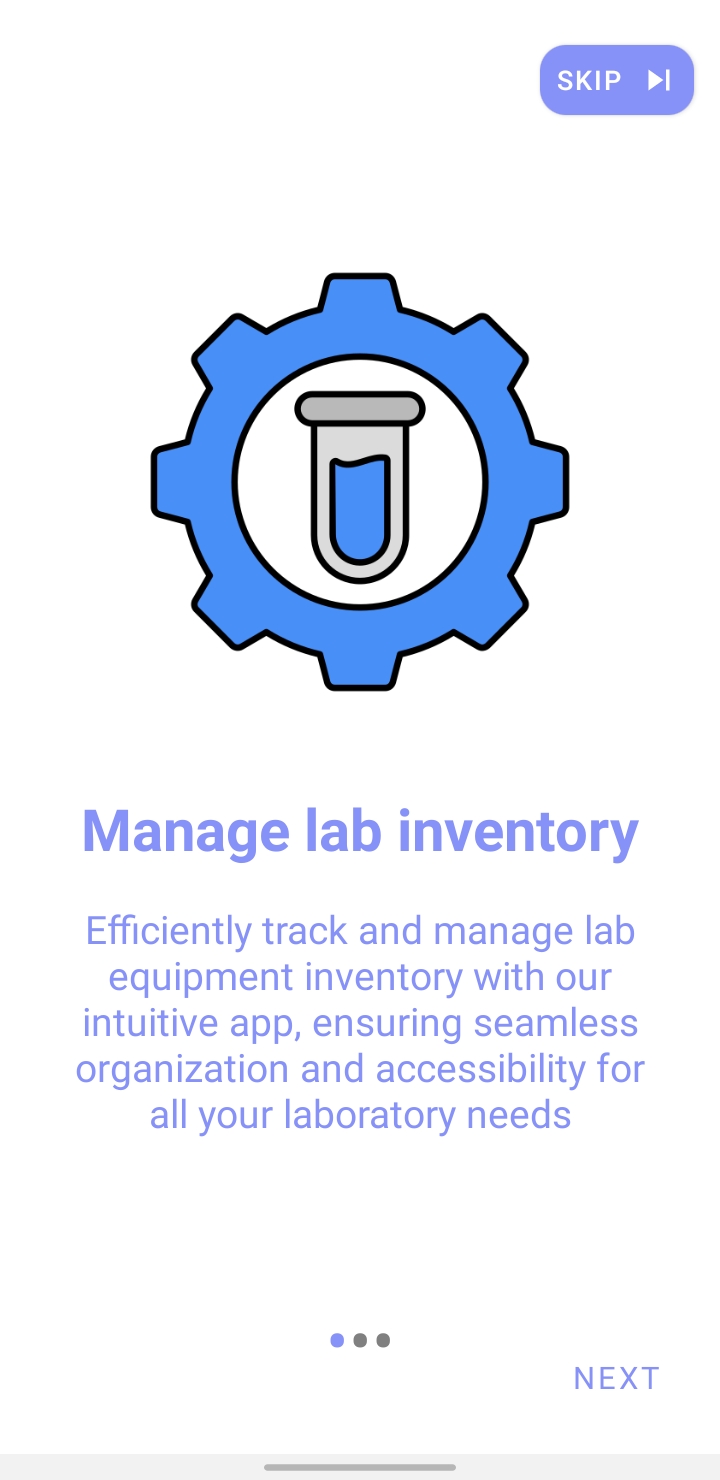 SKIP
Manage lab inventory
Efficiently track and manage lab
equipment inventory with our
intuitive app, ensuring seamless
organization and accessibility for
all your laboratory needs
NEXT